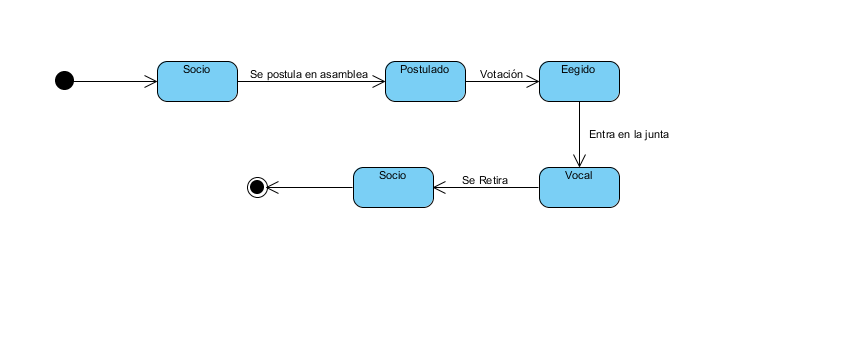 Socio
Se postula en asamblea
Postulado
Votación
Eegido
Entra en la junta
Vocal
Se Retira
Socio